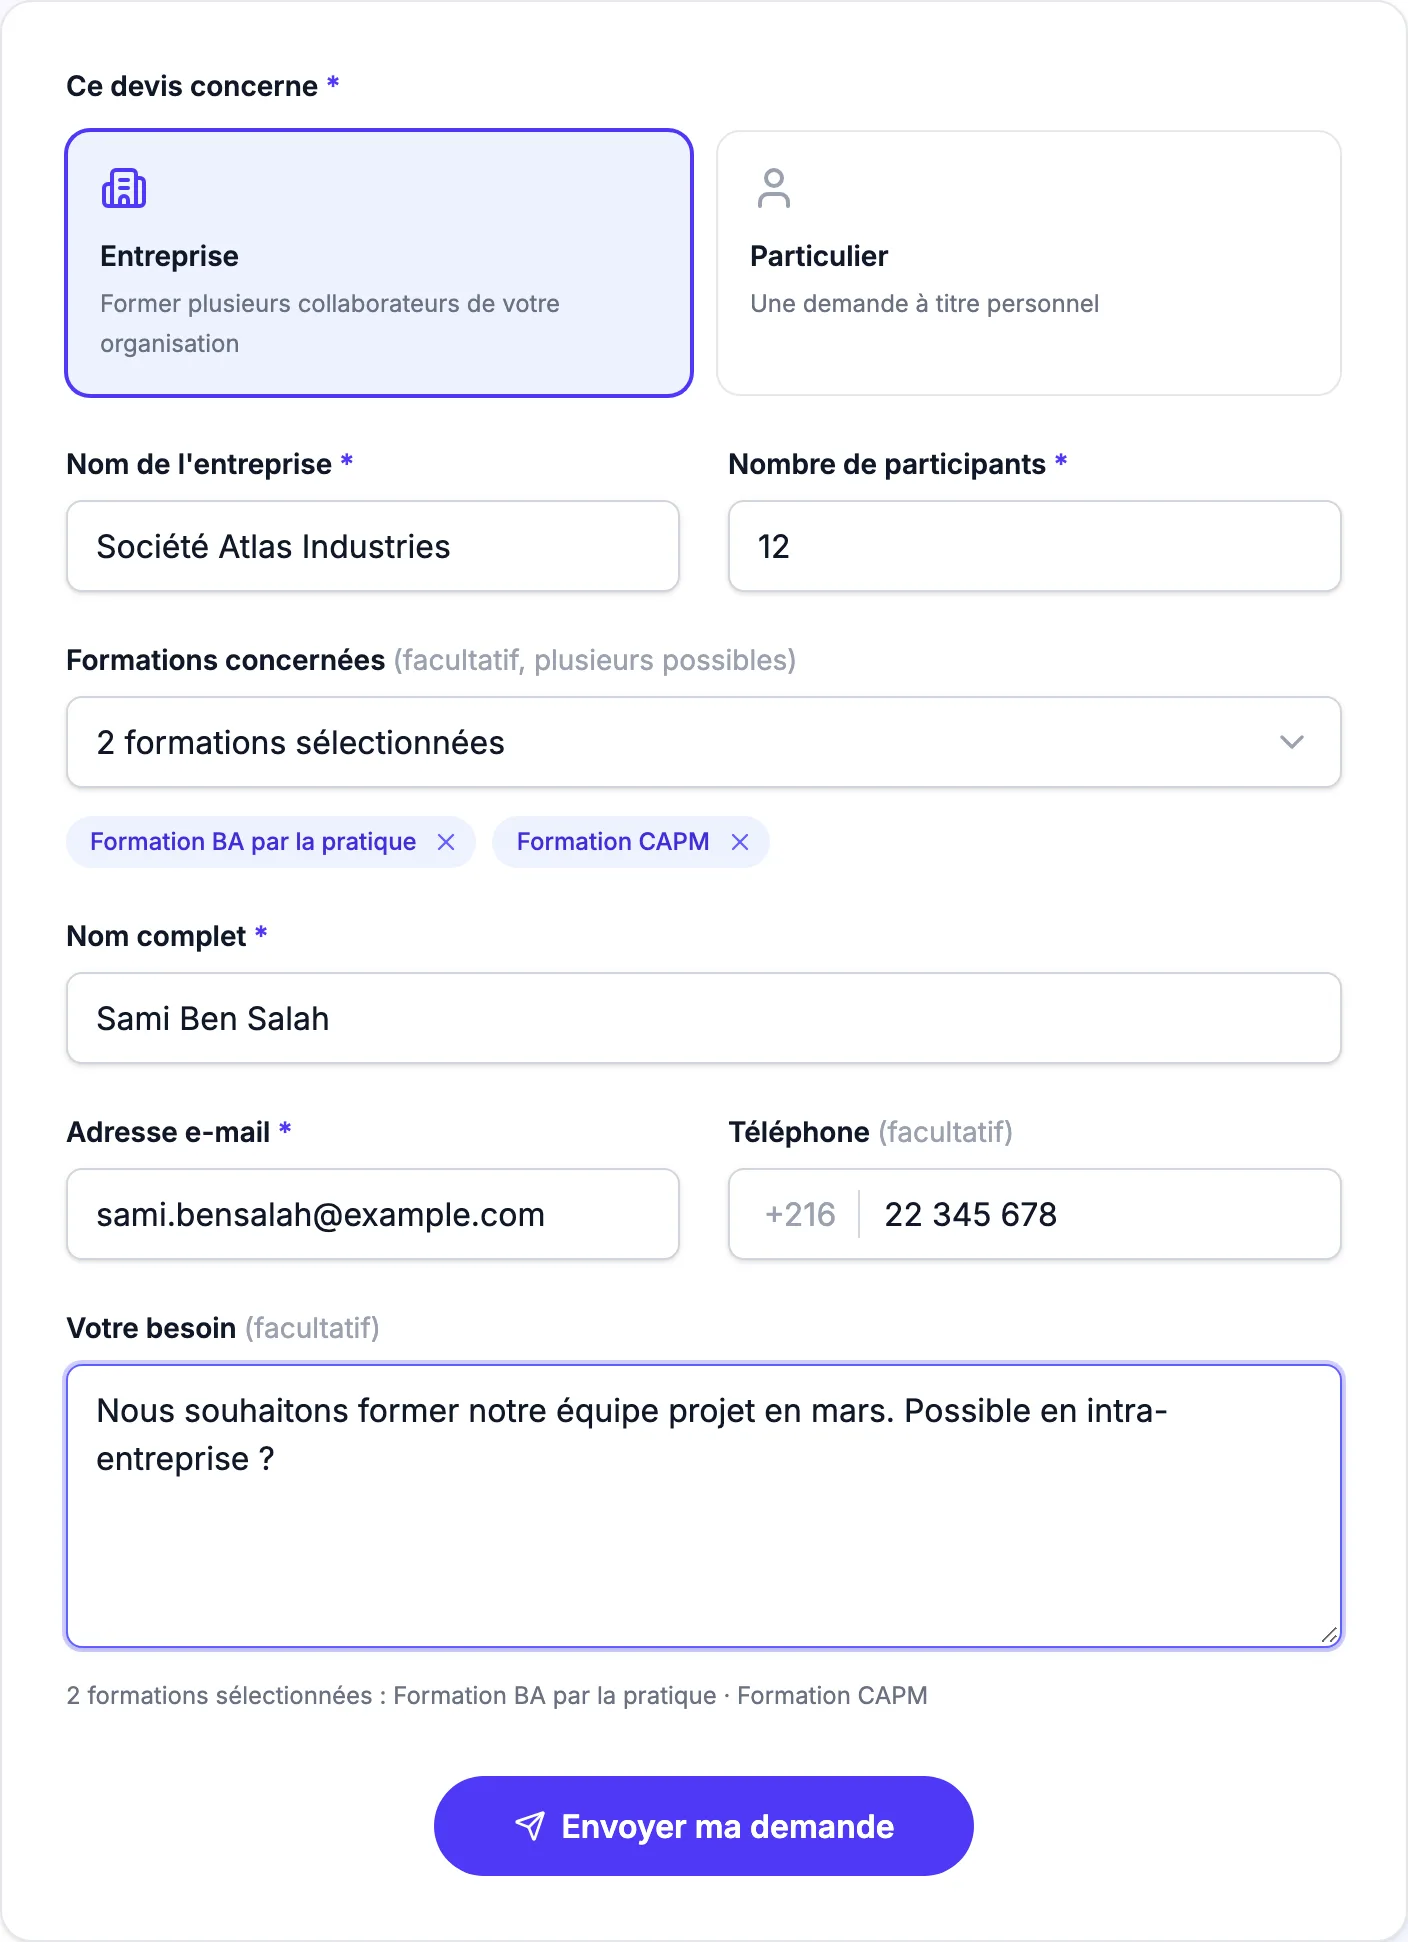 Ce devis concerne *
Entreprise
Former plusieurs collaborateurs de votre
organisation
Particulier
Une demande à titre personnel
Nom de l'entreprise *
Société Atlas Industries
Nombre de participants *
12
Formations concernées (facultatif, plusieurs possibles)
2 formations sélectionnées
Formation BA par la pratique
Formation CAPM
Nom complet *
Sami Ben Salah
Adresse e-mail *
sami.bensalah@example.com
Téléphone (facultatif)
+216 22 345 678
Votre besoin (facultatif)
Nous souhaitons former notre équipe projet en mars. Possible en intra-
entreprise ?
2 formations sélectionnées : Formation BA par la pratique · Formation CAPM
Envoyer ma demande